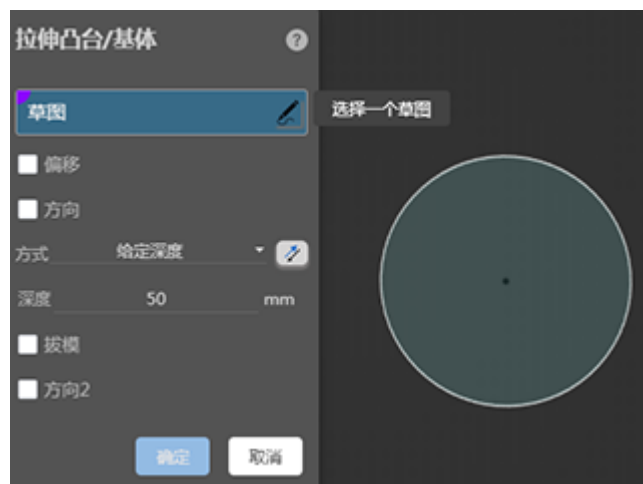 拉伸凸台/基体 ?
草图 选择一个草图
偏移
方向
方式 给定深度
深度 50 mm
拔模
方向2
确定 取消